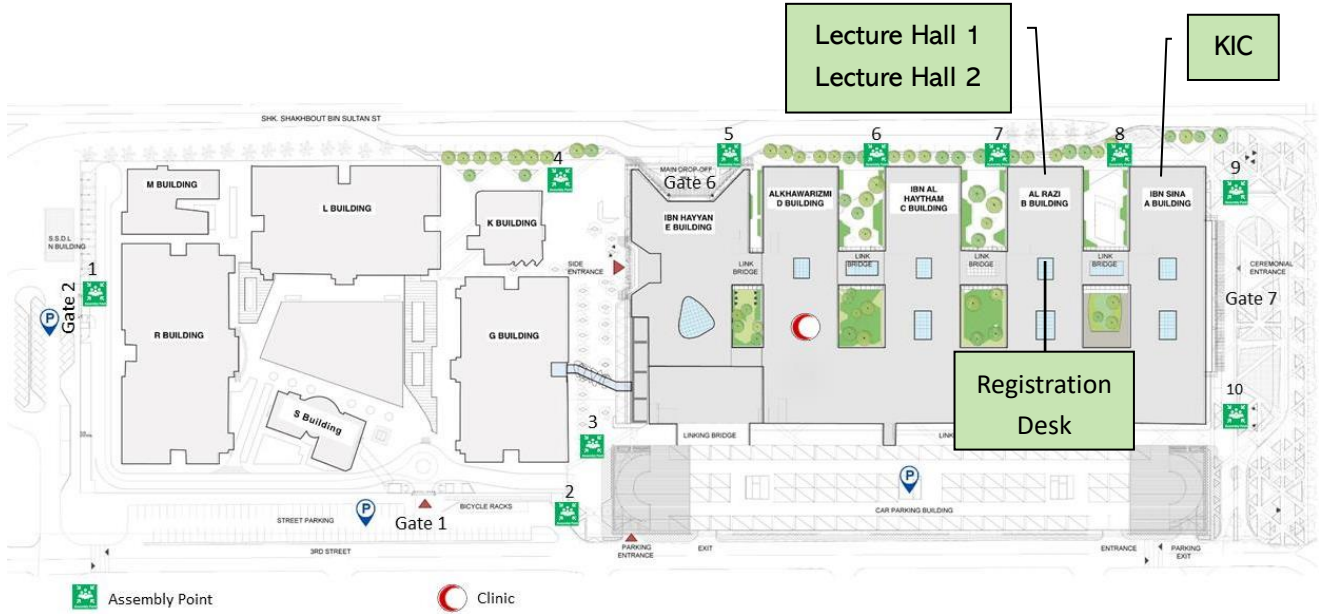 Lecture Hall 1
Lecture Hall 2
KIC
SHK. SHAKHBOUT BIN SULTAN ST
4
5
6
7
8
9
MAIN DROP-OFF
Gate 6
M BUILDING
L BUILDING
K BUILDING
IBN HAYYAN
E BUILDING
ALKHAWARIZMI
D BUILDING
IBN AL
HAYTHAM
C BUILDING
AL RAZI
B BUILDING
IBN SINA
A BUILDING
S.S.D.L
N BUILDING
1
Gate 2
P
SIDE
ENTRANCE
LINK
BRIDGE
LINK
BRIDGE
LINK
BRIDGE
LINK
BRIDGE
CEREMONIAL
ENTRANCE
Gate 7
R BUILDING
G BUILDING
S Building
Registration
Desk
3
10
LINKING BRIDGE
2
P
STREET PARKING
Gate 1
BICYCLE RACKS
P
CAR PARKING BUILDING
3RD STREET
PARKING
ENTRANCE
EXIT
ENTRANCE
PARKING
EXIT
Assembly Point
Clinic